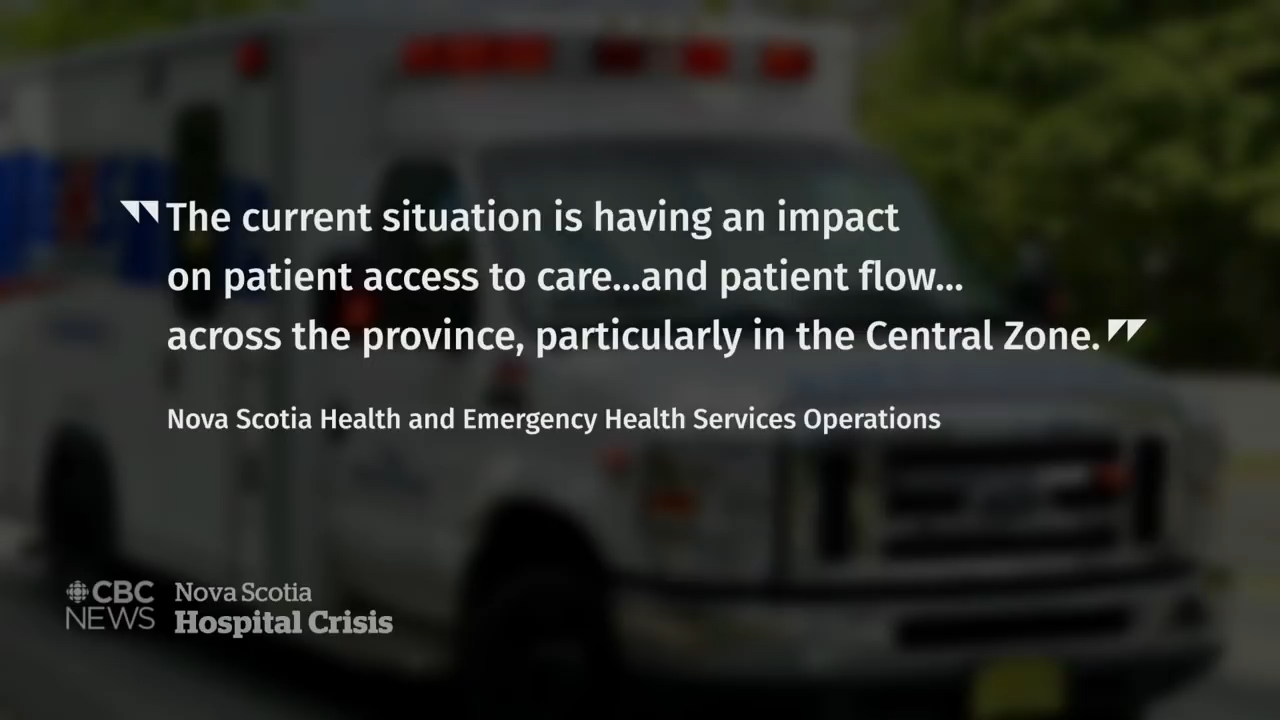 The current situation is having an impact
on patient access to care...and patient flow...
across the province, particularly in the Central Zone.
Nova Scotia Health and Emergency Health Services Operations
CBC NEWS
Nova Scotia
Hospital Crisis